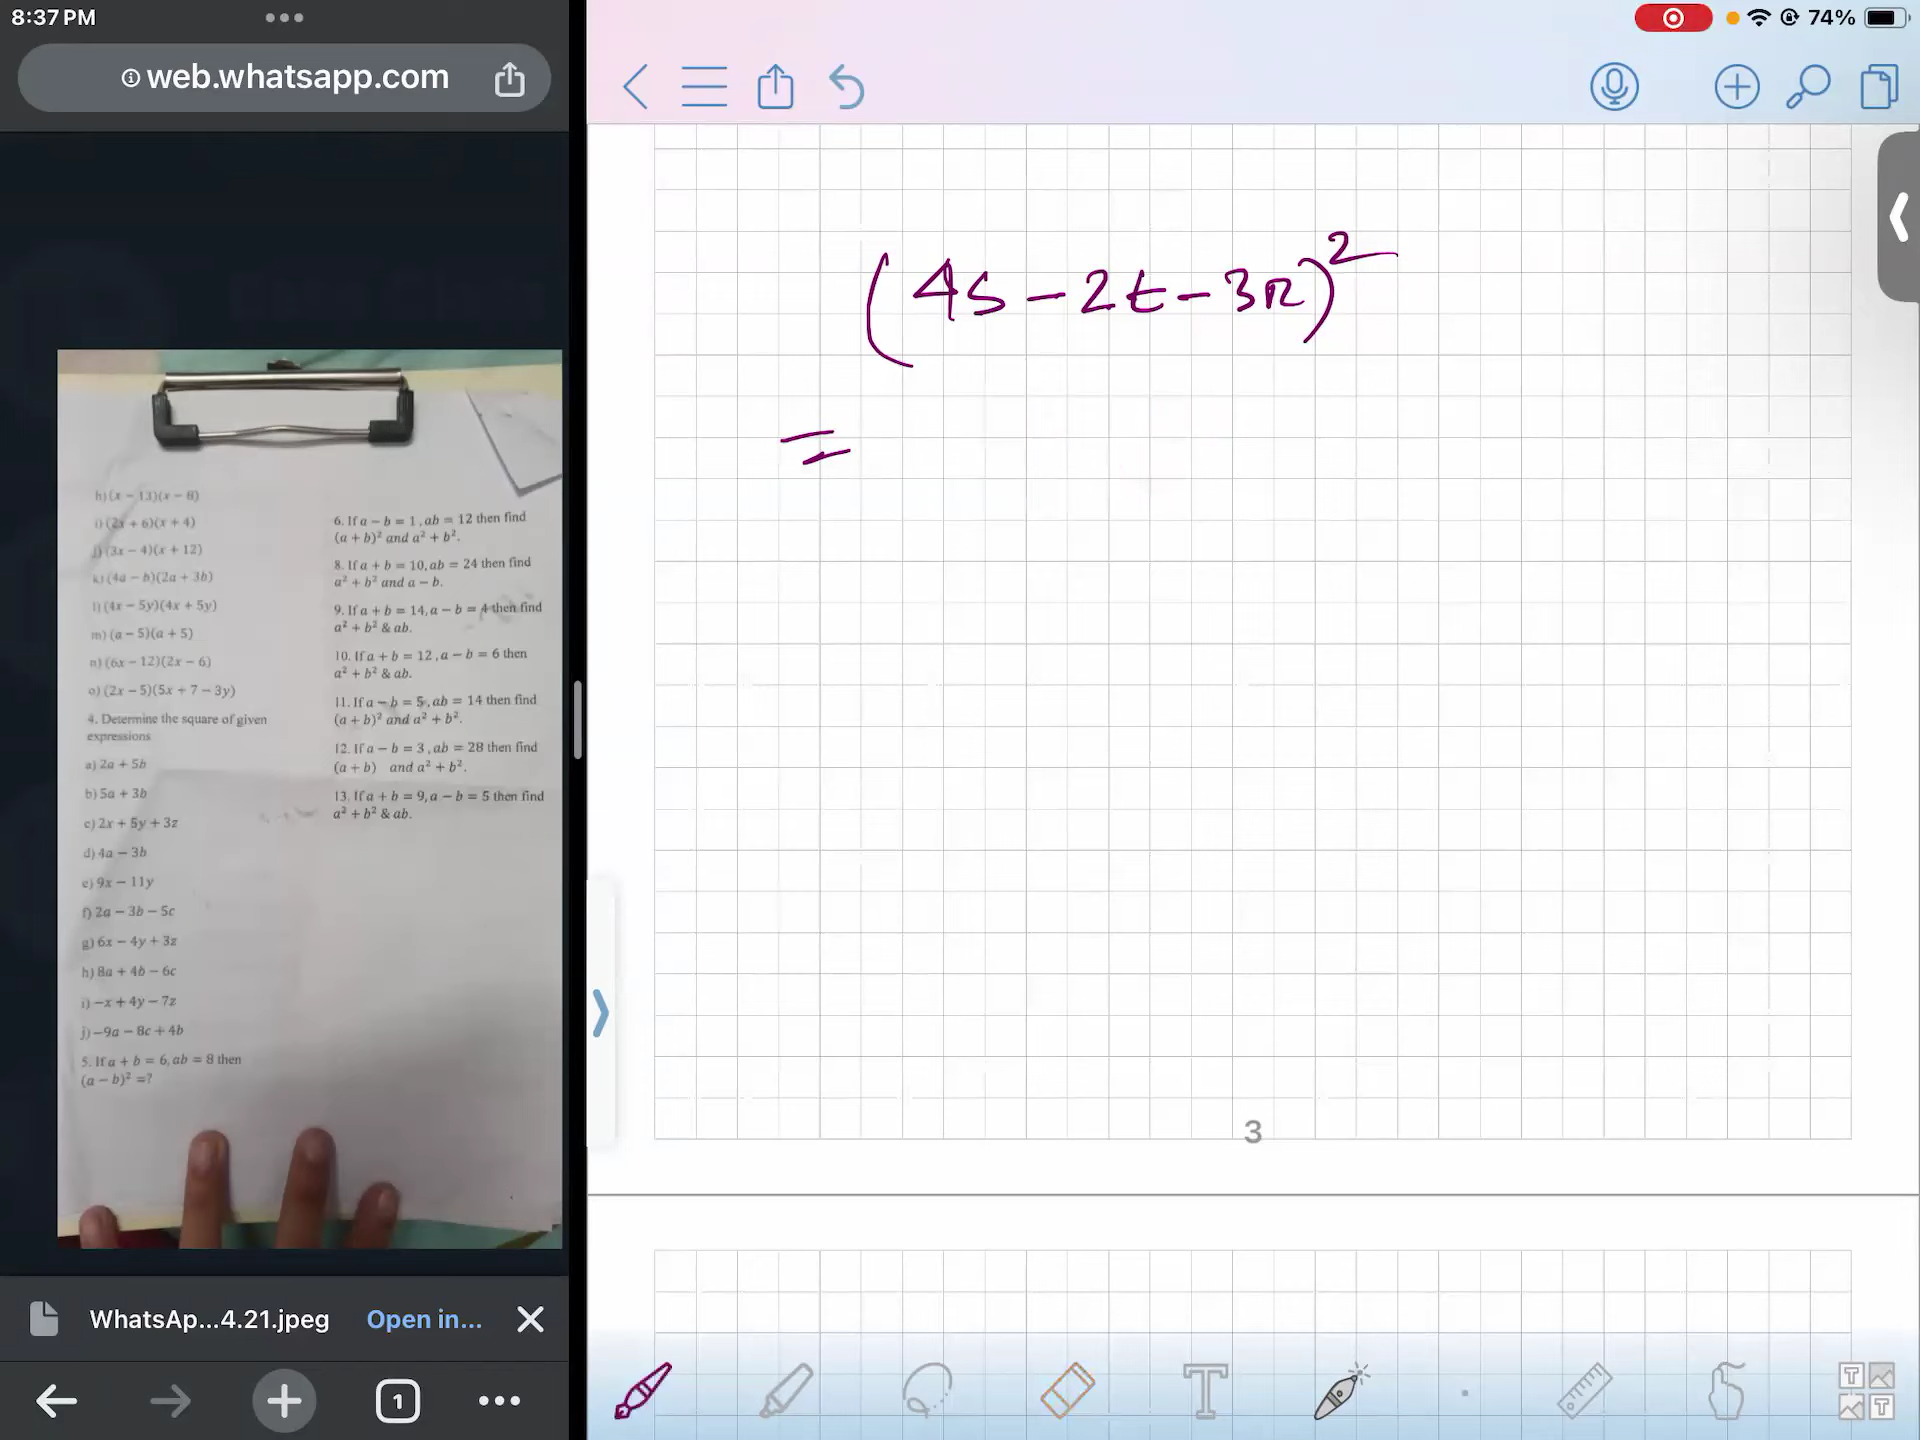 8:37 PM
74%
web.whatsapp.com
(4s - 2t - 3r)²
=
h) (x − 13)(x − 8)
i) (2x + 6)(x + 4)
j) (3x − 4)(x + 12)
k) (4a − b)(2a + 3b)
l) (4x − 5y)(4x + 5y)
m) (a − 5)(a + 5)
n) (6x − 12)(2x − 6)
o) (2x − 5)(5x + 7 − 3y)
4. Determine the square of given
expressions
a) 2a + 5b
b) 5a + 3b
c) 2x + 5y + 3z
d) 4a − 3b
e) 9x − 11y
f) 2a − 3b − 5c
g) 6x − 4y + 3z
h) 8a + 4b − 6c
i) −x + 4y − 7z
j) −9a − 8c + 4b
5. If a + b = 6, ab = 8 then
(a − b)² =?
6. If a − b = 1, ab = 12 then find
(a + b)² and a² + b².
8. If a + b = 10, ab = 24 then find
a² + b² and a − b.
9. If a + b = 14, a − b = 4 then find
a² + b² & ab.
10. If a + b = 12, a − b = 6 then
a² + b² & ab.
11. If a − b = 5, ab = 14 then find
(a + b)² and a² + b².
12. If a − b = 3, ab = 28 then find
(a + b) and a² + b².
13. If a + b = 9, a − b = 5 then find
a² + b² & ab.
3
WhatsAp...4.21.jpeg
Open in...
1
T
T
T